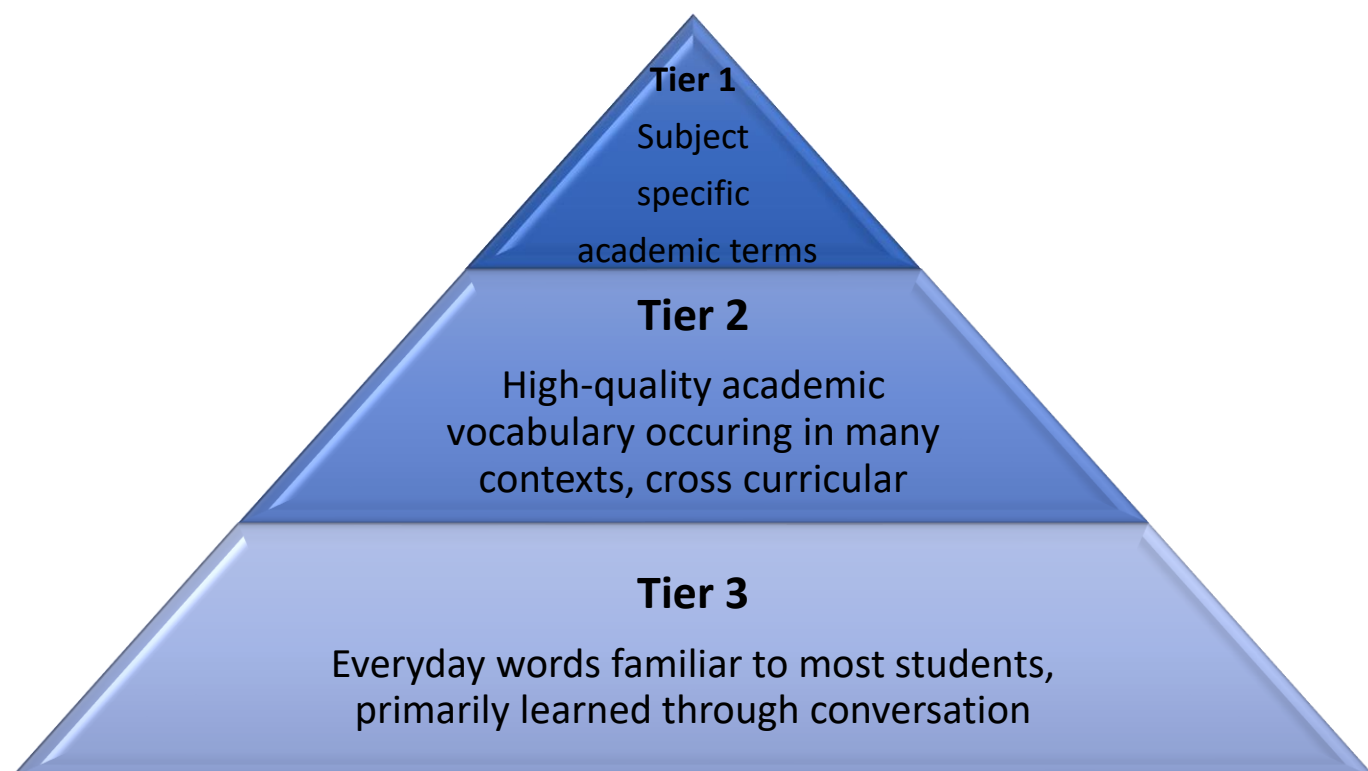 Tier 1
Subject
specific
academic terms
Tier 2
High-quality academic
vocabulary occuring in many
contexts, cross curricular
Tier 3
Everyday words familiar to most students,
primarily learned through conversation